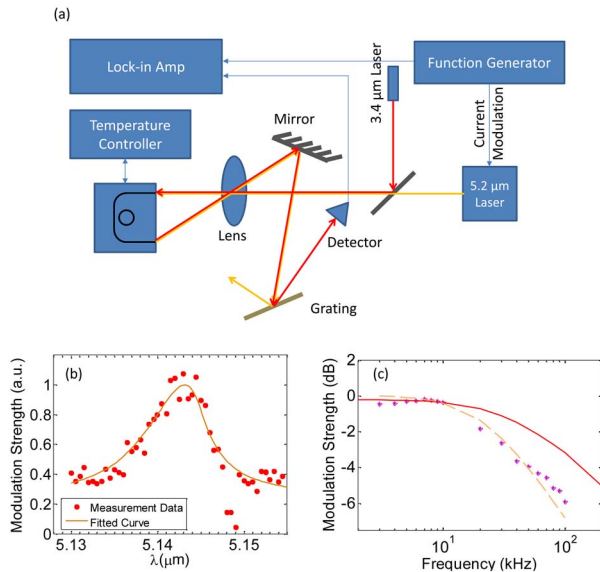 (a)
Lock-in Amp
Function Generator
3.4 μm Laser
Mirror
Temperature
Controller
Current
Modulation
5.2 μm
Laser
Lens
Detector
Grating
(b)
Modulation Strength (a.u.)
1
0.8
0.6
0.4
0.2
0
Measurement Data
Fitted Curve
5.13
5.14
5.15
λ(μm)
(c)
Modulation Strength (dB)
0
-2
-4
-6
10¹
10²
Frequency (kHz)